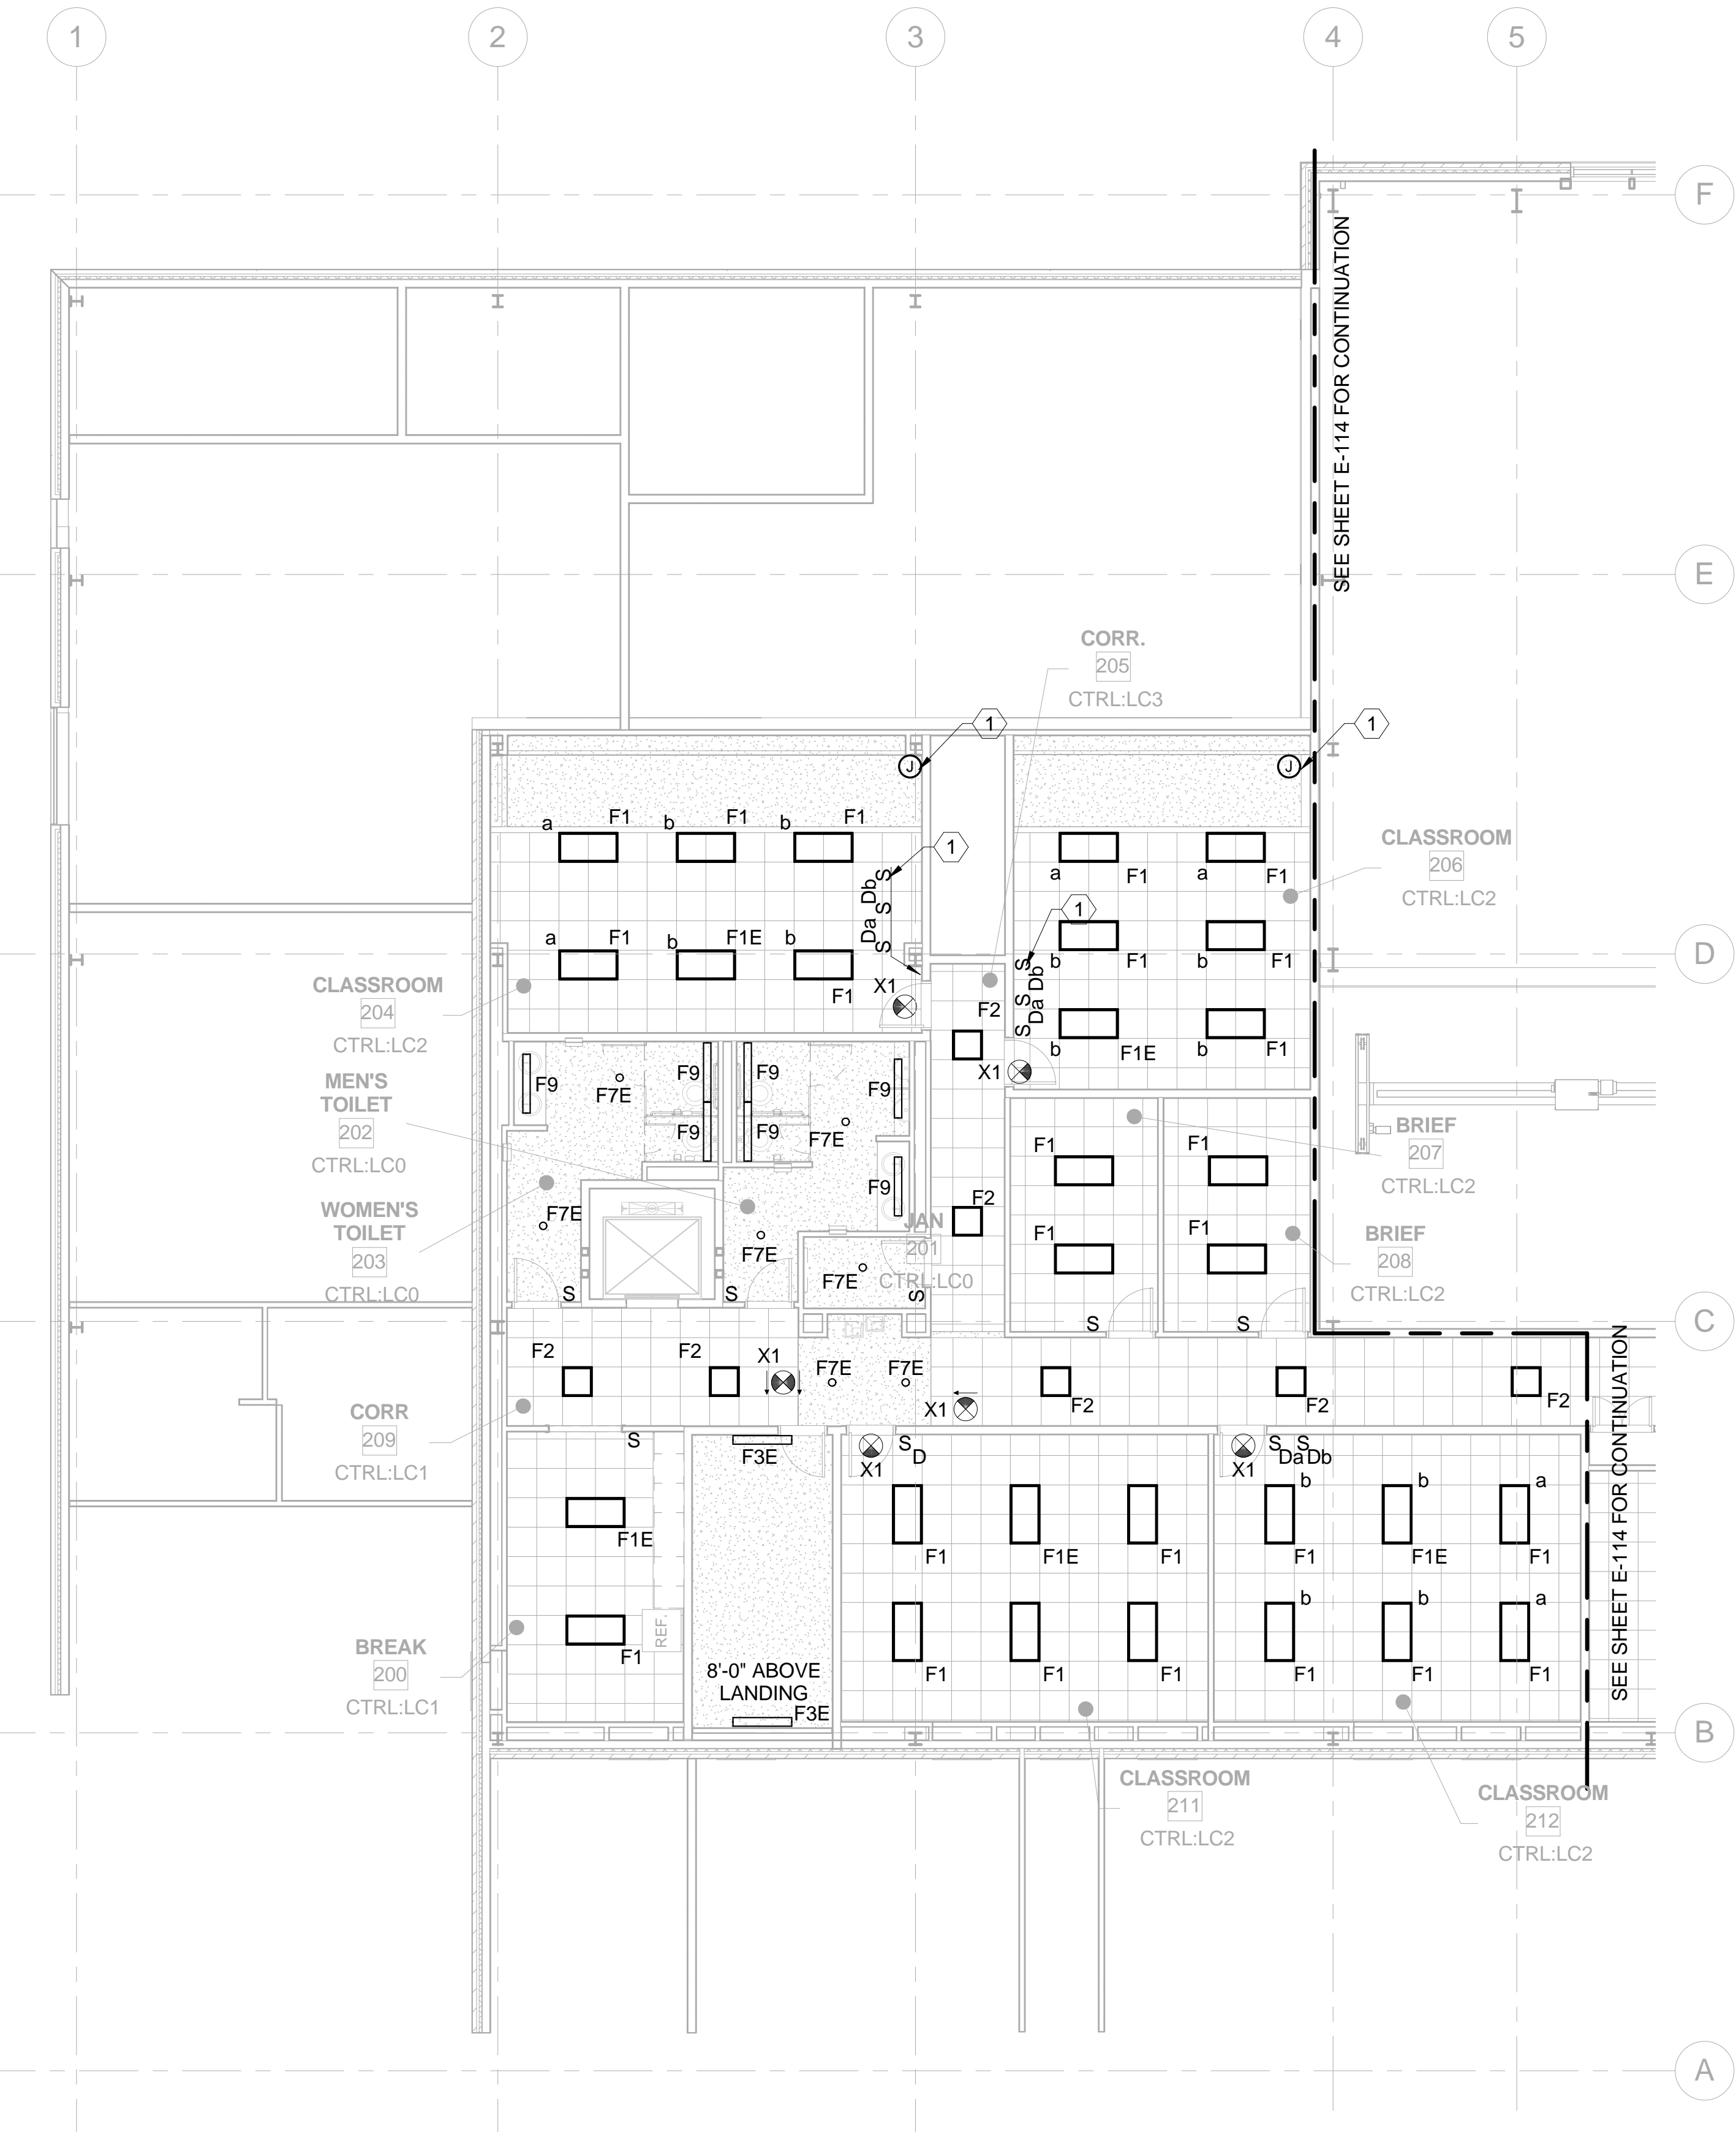 1
2
3
4
5
F
SEE SHEET E-114 FOR CONTINUATION
E
CORR.
205
CTRL:LC3
1
1
J
J
a
F1
b
F1
b
F1
1
Da Db
S
S
S
a
F1
b
F1E
b
F1
X1
CLASSROOM
204
CTRL:LC2
a
F1
a
F1
CLASSROOM
206
CTRL:LC2
1
b
F1
b
F1
S
S
S
Da Db
b
F1E
b
F1
D
F2
X1
MEN'S
TOILET
202
CTRL:LC0
WOMEN'S
TOILET
203
CTRL:LC0
F9
F7E
F9
F9
F9
F9
F9
F7E
F9
F7E
F7E
F7E
S
S
S
JAN
201
CTRL:LC0
F2
F1
F1
F1
F1
S
S
BRIEF
207
CTRL:LC2
BRIEF
208
CTRL:LC2
C
F2
F2
X1
F7E
F7E
X1
F2
F2
F2
CORR
209
CTRL:LC1
S
F3E
X1
S
D
X1
S
S
Da
Db
F1E
F1
REF.
BREAK
200
CTRL:LC1
8'-0" ABOVE
LANDING
F3E
F1
F1E
F1
F1
F1
F1
b
b
a
F1
F1E
F1
b
b
a
F1
F1
F1
SEE SHEET E-114 FOR CONTINUATION
B
CLASSROOM
211
CTRL:LC2
CLASSROOM
212
CTRL:LC2
A